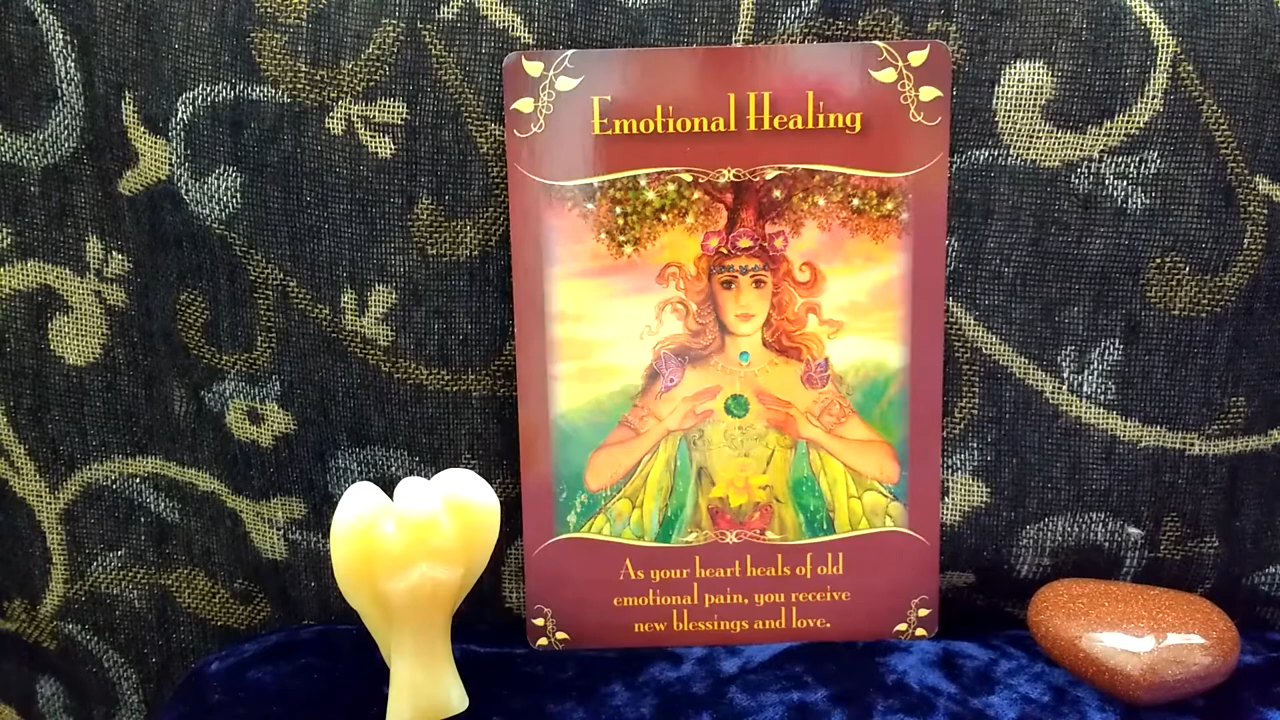 Emotional Healing
As your heart heals of old
emotional pain, you receive
new blessings and love.